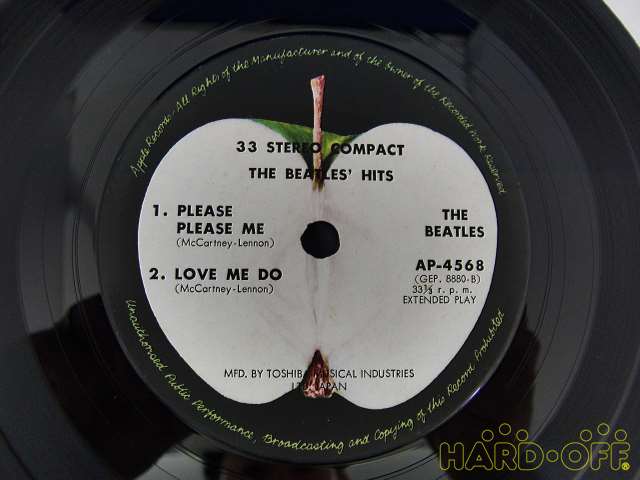 Apple Records - All Rights of the Manufacturer and of the Owner of the Recorded Work Reserved
33 STEREO COMPACT
THE BEATLES' HITS
1. PLEASE
PLEASE ME
(McCartney-Lennon)
2. LOVE ME DO
(McCartney-Lennon)
THE
BEATLES
AP-4568
(GEP. 8880-B)
33⅓ r. p. m.
EXTENDED PLAY
MFD. BY TOSHIBA MUSICAL INDUSTRIES
LTD. JAPAN
Unauthorised Public Performance, Broadcasting and Copying of this Record Prohibited
HARD-OFF